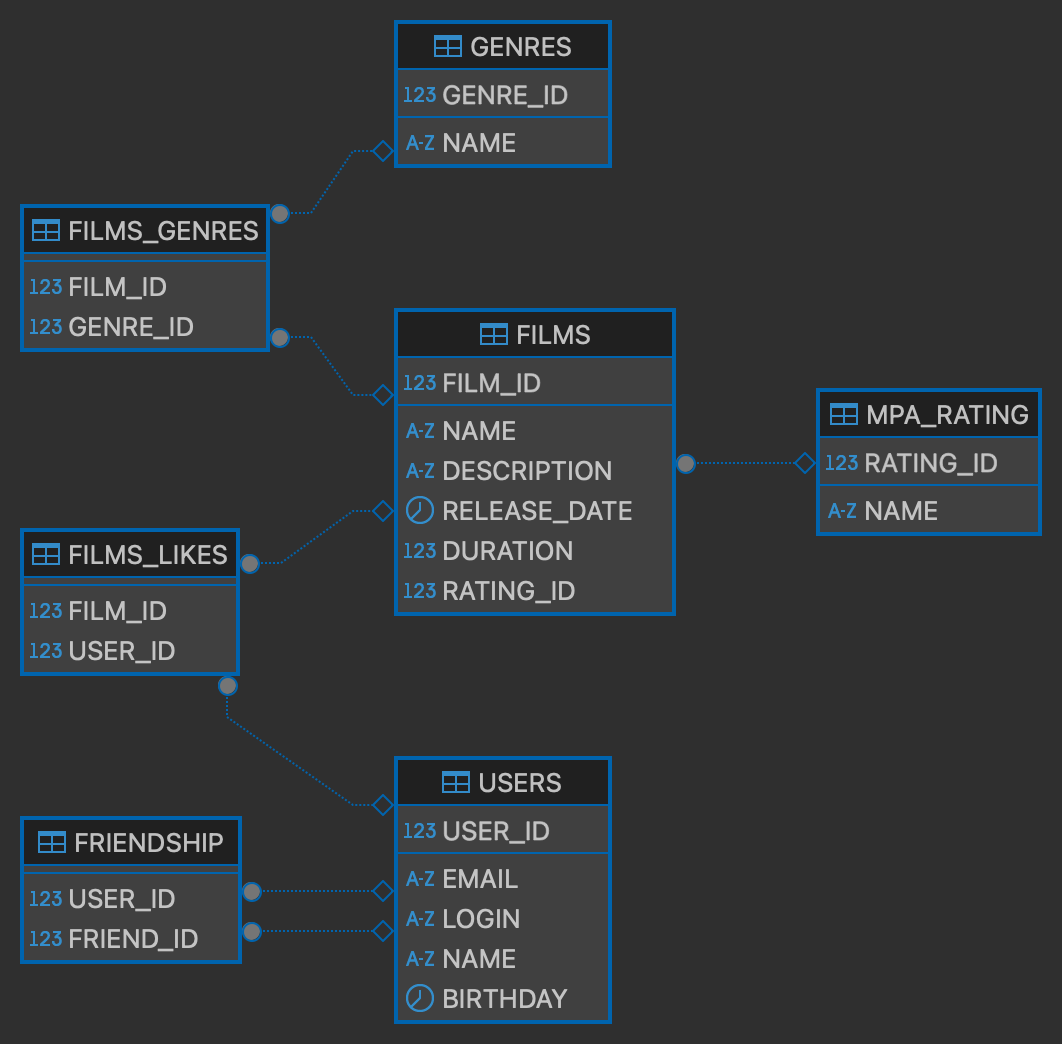 GENRES
123 GENRE_ID
A-Z NAME
FILMS_GENRES
123 FILM_ID
123 GENRE_ID
FILMS
123 FILM_ID
A-Z NAME
A-Z DESCRIPTION
RELEASE_DATE
123 DURATION
123 RATING_ID
MPA_RATING
123 RATING_ID
A-Z NAME
FILMS_LIKES
123 FILM_ID
123 USER_ID
USERS
123 USER_ID
A-Z EMAIL
A-Z LOGIN
A-Z NAME
BIRTHDAY
FRIENDSHIP
123 USER_ID
123 FRIEND_ID